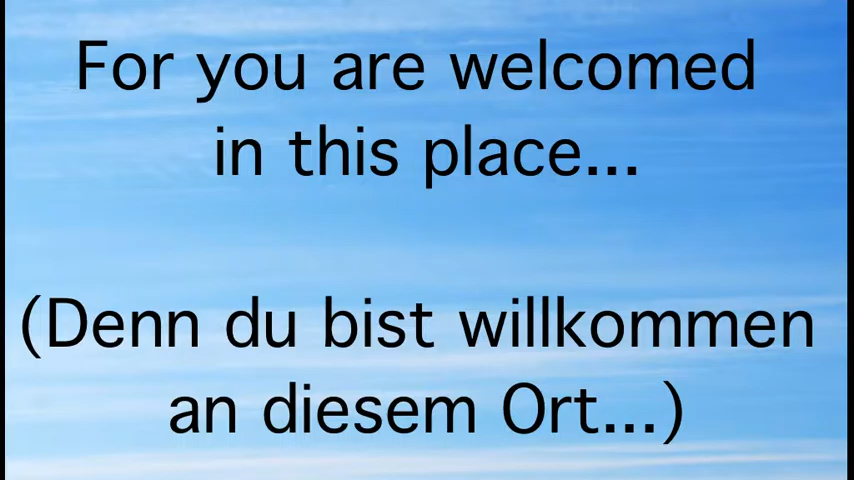 For you are welcomed
in this place...
(Denn du bist willkommen
an diesem Ort...)